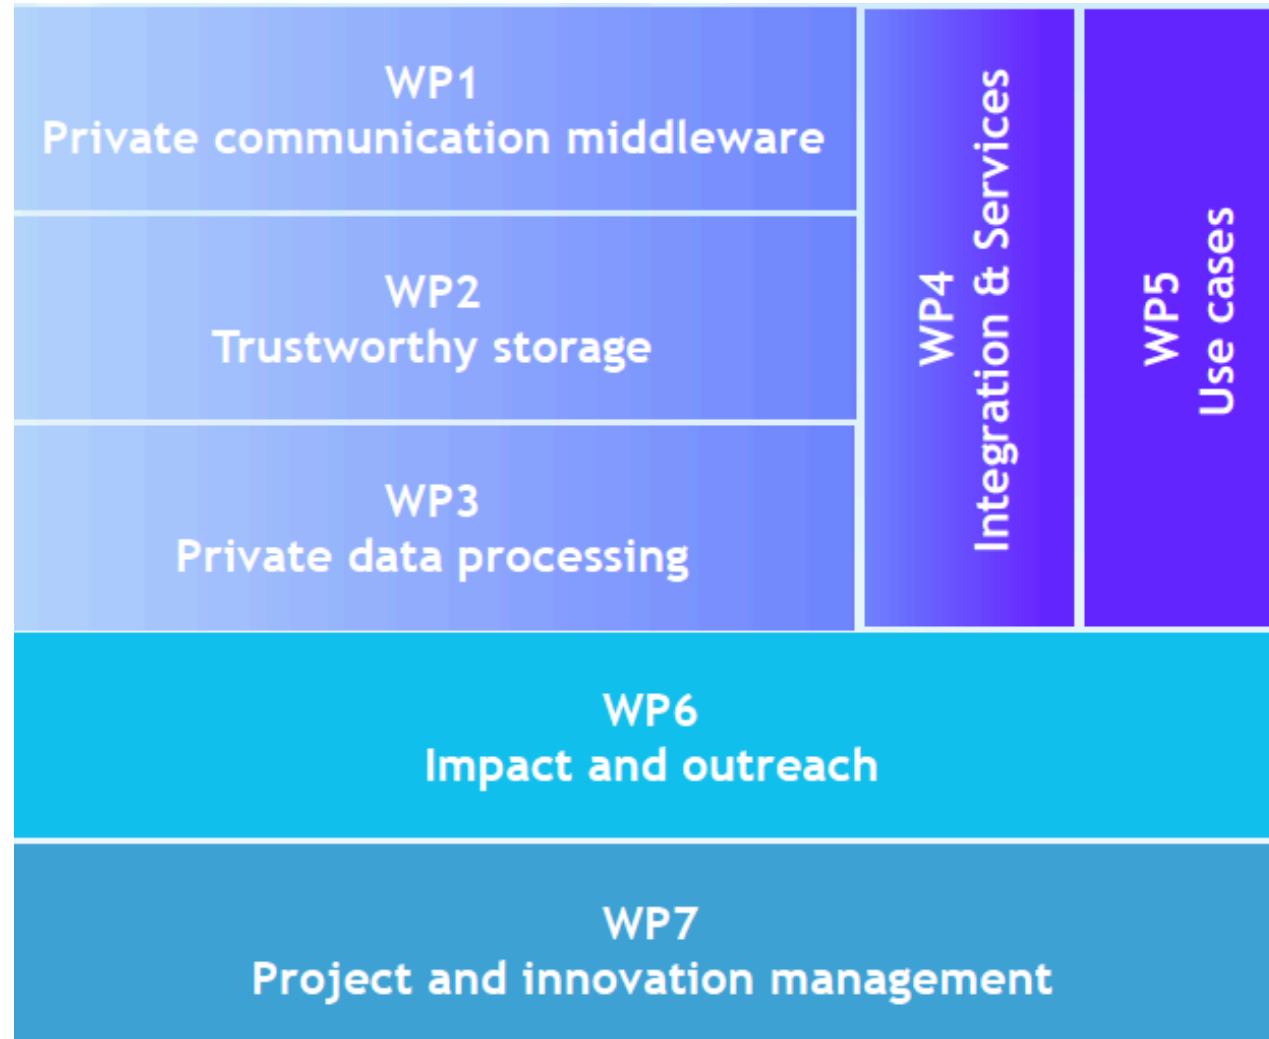 WP1
Private communication middleware
WP2
Trustworthy storage
WP3
Private data processing
WP4
Integration & Services
WP5
Use cases
WP6
Impact and outreach
WP7
Project and innovation management